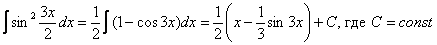 ∫ sin² (3x/2) dx = (1/2) ∫ (1 - cos 3x) dx = (1/2) (x - (1/3) sin 3x) + C, где C = const